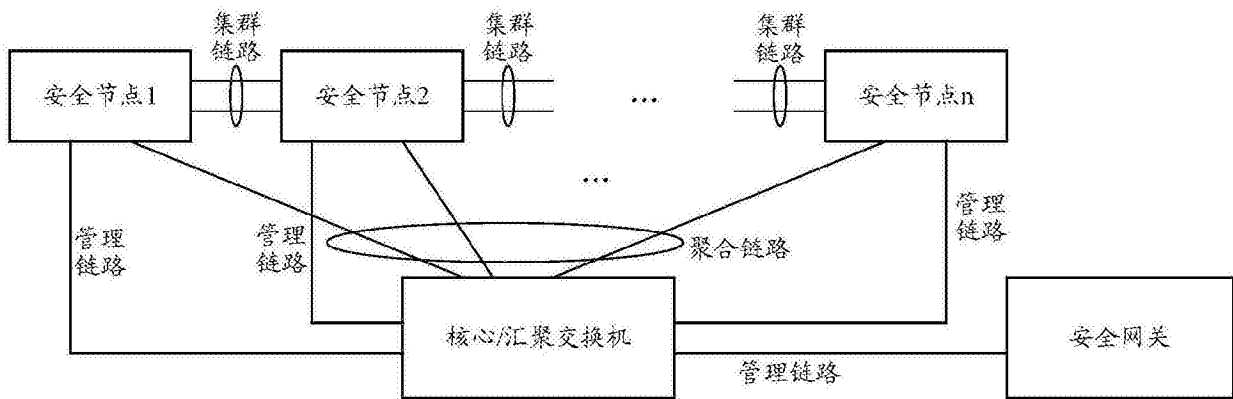 集群
链路
集群
链路
集群
链路
安全节点1
安全节点2
...
安全节点n
...
管理
链路
管理
链路
聚合链路
管理
链路
核心/汇聚交换机
安全网关
管理链路